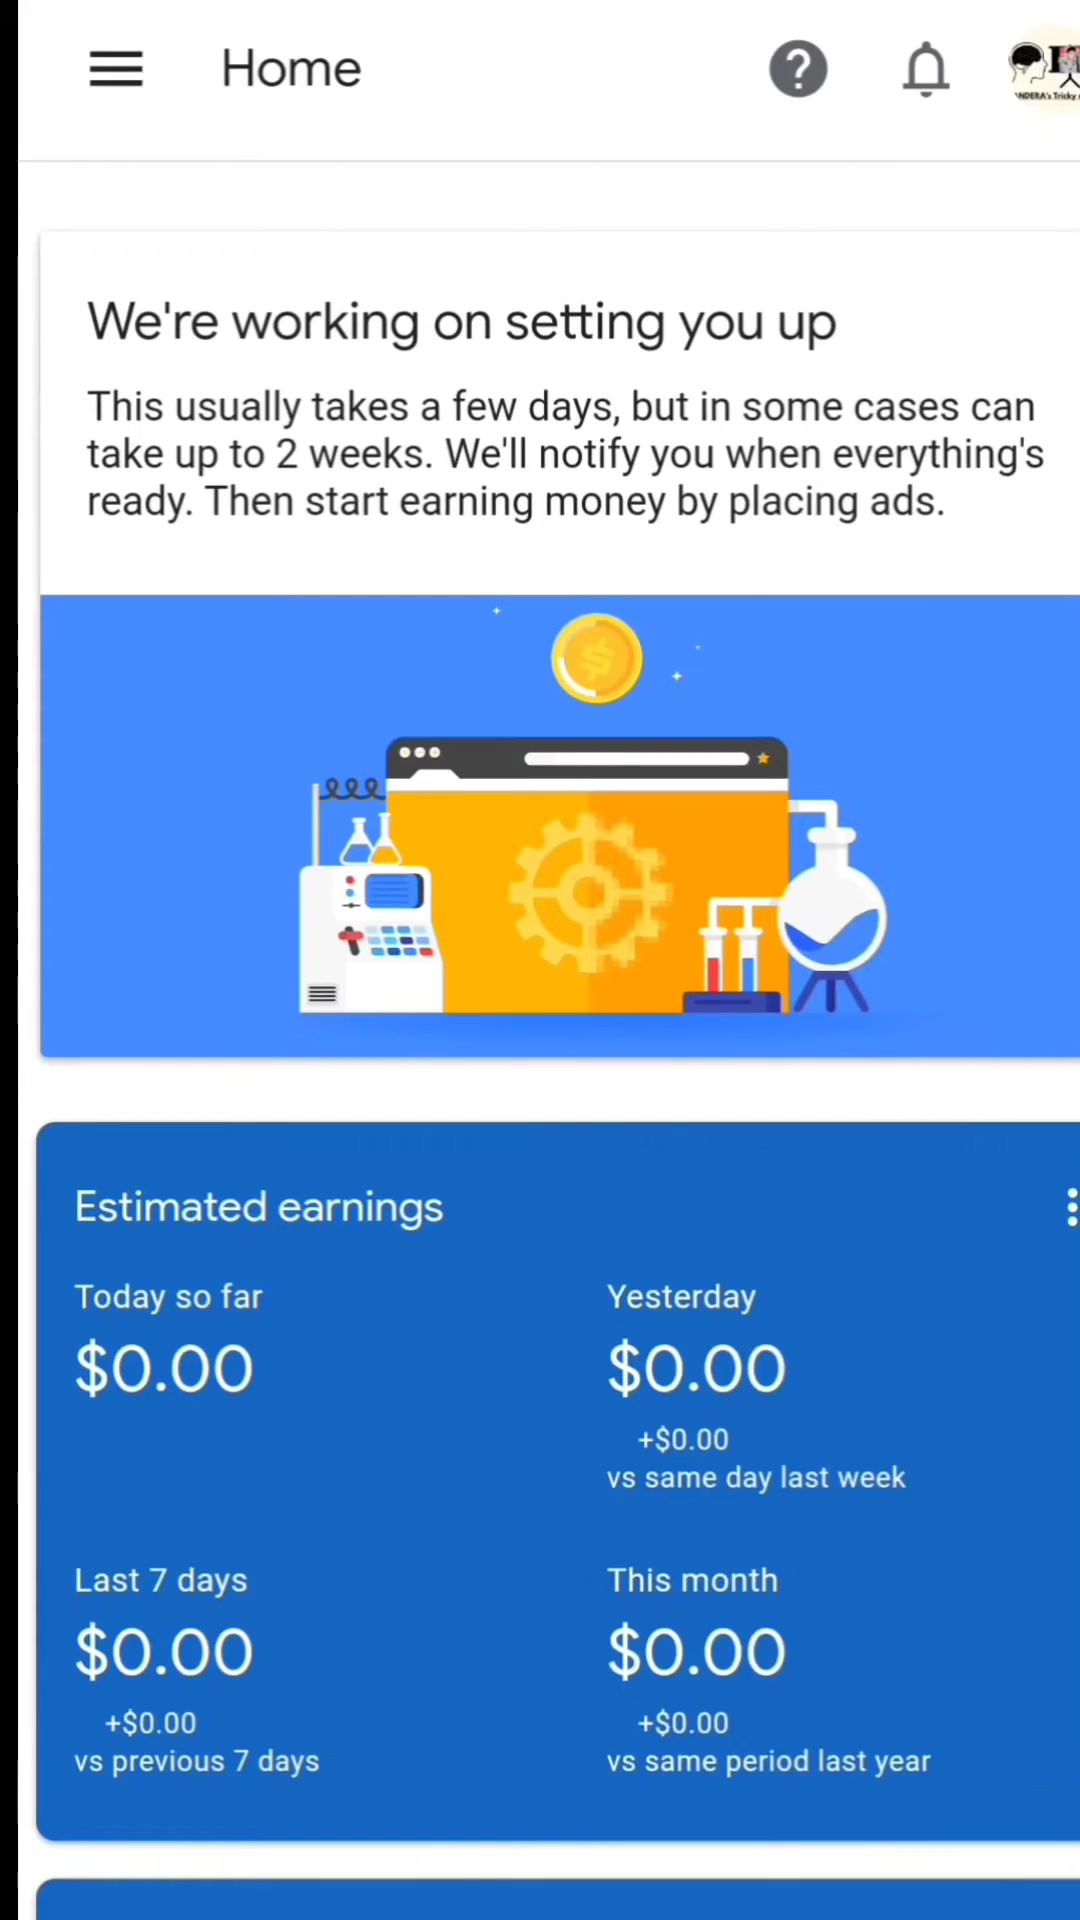 Home
NDERA's Tricky
We're working on setting you up
This usually takes a few days, but in some cases can
take up to 2 weeks. We'll notify you when everything's
ready. Then start earning money by placing ads.
Estimated earnings
Today so far
$0.00
Yesterday
$0.00
+$0.00
vs same day last week
Last 7 days
$0.00
+$0.00
vs previous 7 days
This month
$0.00
+$0.00
vs same period last year